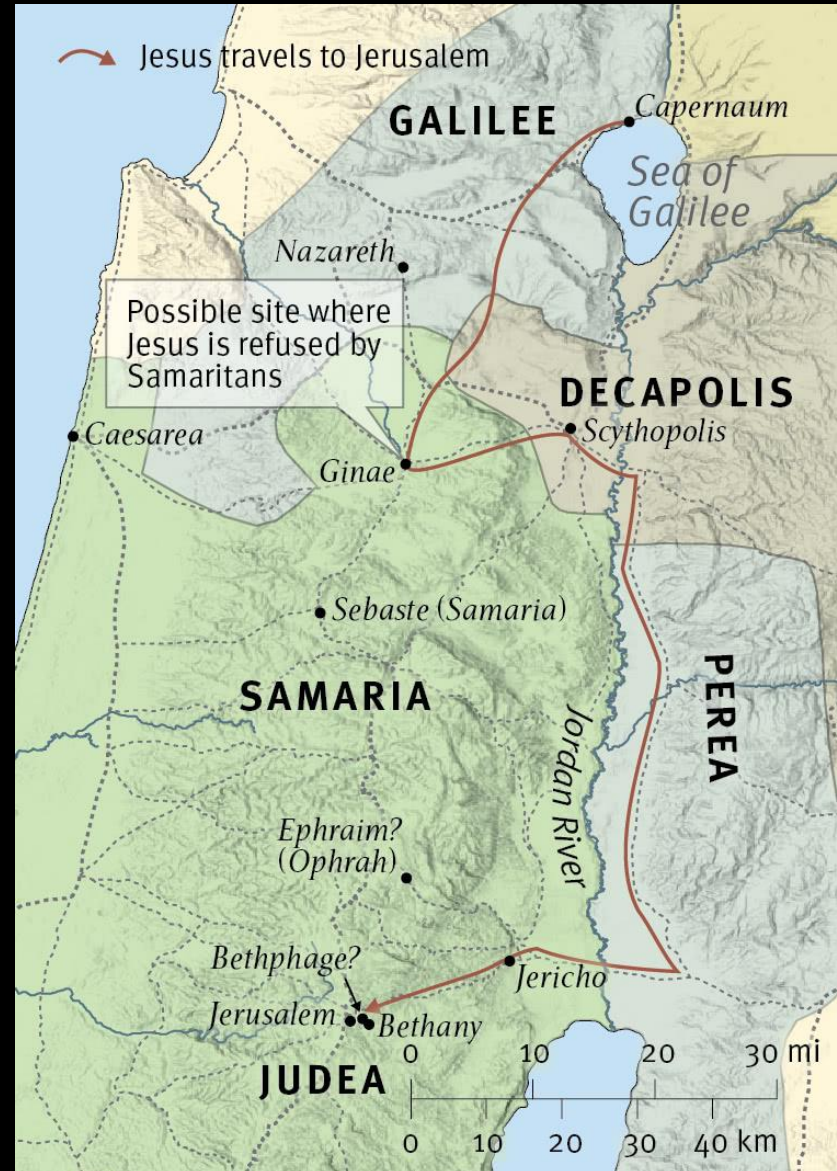 Jesus travels to Jerusalem
GALILEE
Capernaum
Sea of
Galilee
Nazareth
Possible site where
Jesus is refused by
Samaritans
DECAPOLIS
Caesarea
Scythopolis
Ginae
Sebaste (Samaria)
SAMARIA
PEREA
Jordan River
Ephraim?
(Ophrah)
Bethphage?
Jericho
Jerusalem
Bethany
JUDEA
0 10 20 30 mi
0 10 20 30 40 km